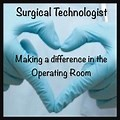 Surgical Technologist
Making a difference in the
Operating Room